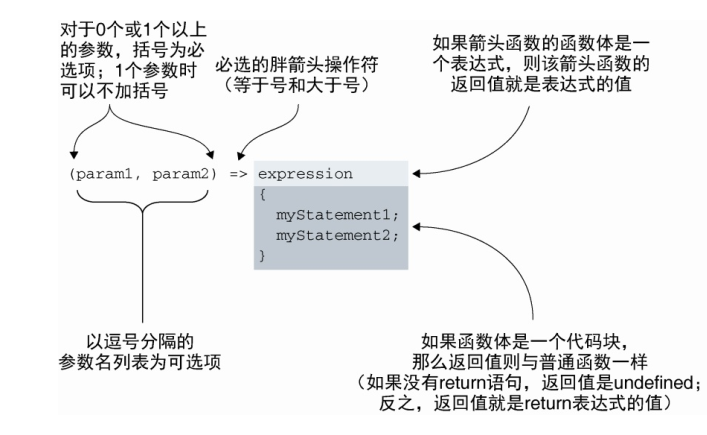 对于0个或1个以上
的参数，括号为必
选项；1个参数时
可以不加括号
必选的胖箭头操作符
（等于号和大于号）
如果箭头函数的函数体是一
个表达式，则该箭头函数的
返回值就是表达式的值
(param1, param2) => expression
{
myStatement1;
myStatement2;
}
以逗号分隔的
参数名列表为可选项
如果函数体是一个代码块，
那么返回值则与普通函数一样
（如果没有return语句，返回值是undefined；
反之，返回值就是return表达式的值）